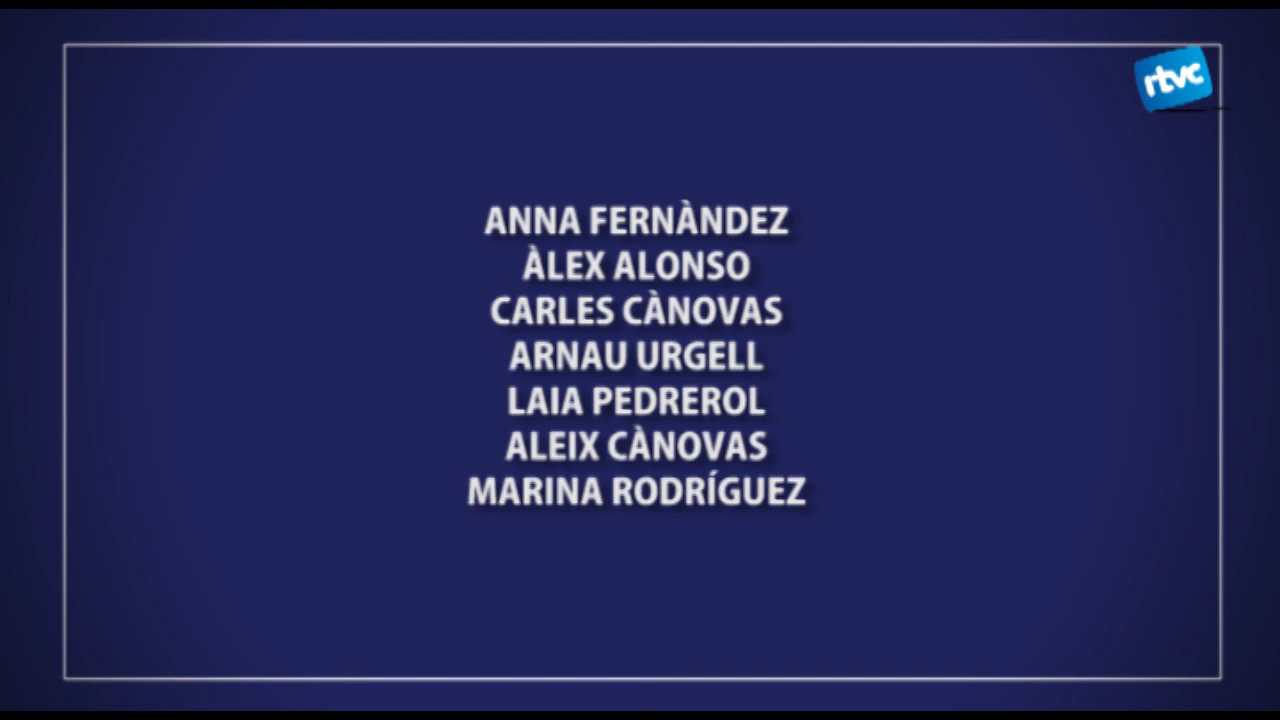 rtvc
ANNA FERNÀNDEZ
ÀLEX ALONSO
CARLES CÀNOVAS
ARNAU URGELL
LAIA PEDREROL
ALEIX CÀNOVAS
MARINA RODRÍGUEZ